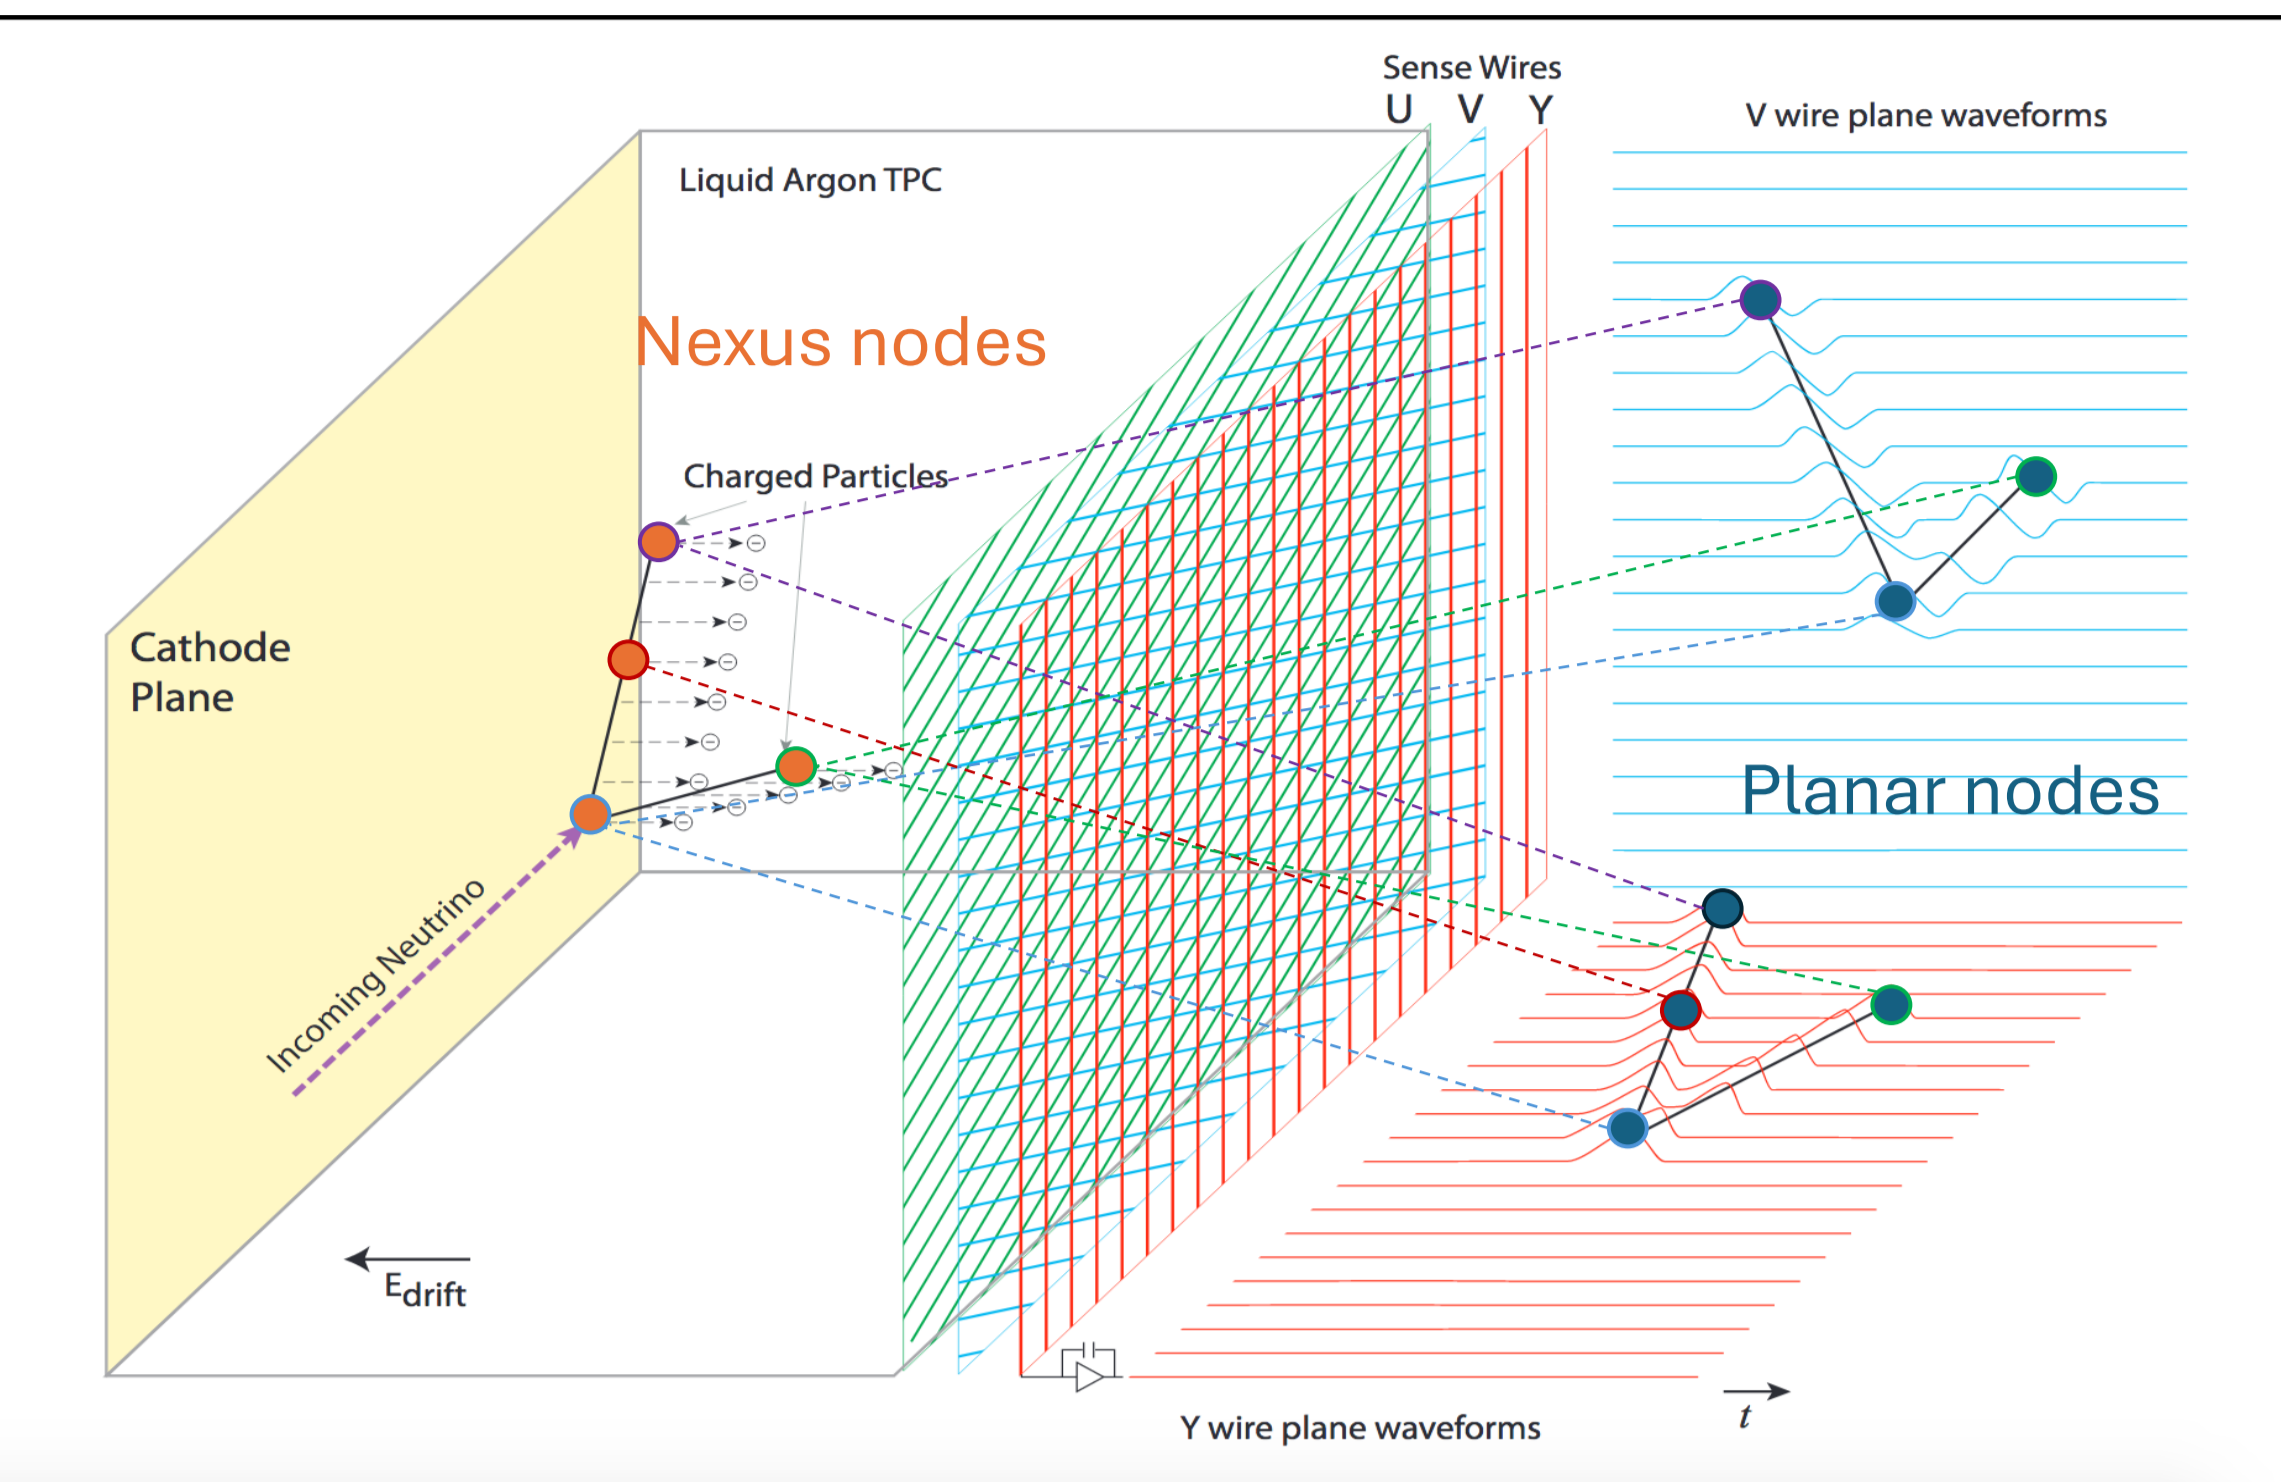 Sense Wires
U V Y
V wire plane waveforms
Liquid Argon TPC
Nexus nodes
Charged Particles
Cathode
Plane
Planar nodes
Incoming Neutrino
Edrift
t
Y wire plane waveforms